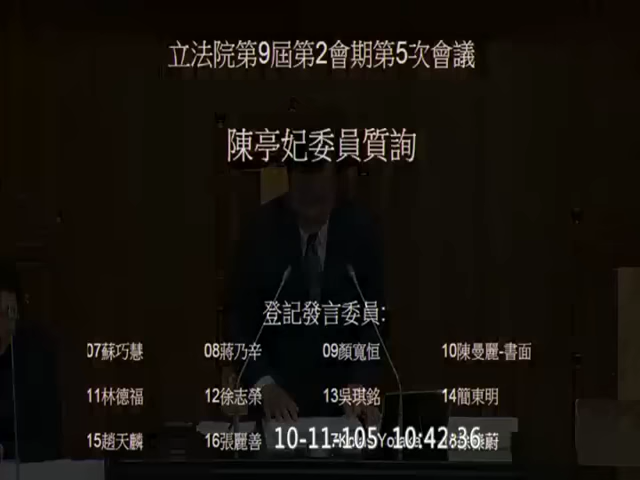 立法院第9屆第2會期第5次會議
陳亭妃委員質詢
登記發言委員:
07蘇巧慧 08蔣乃辛 09顏寬恒 10陳曼麗-書面
11林德福 12徐志榮 13吳琪銘 14簡東明
15趙天麟 16張麗善
10-11-105 10:42:36